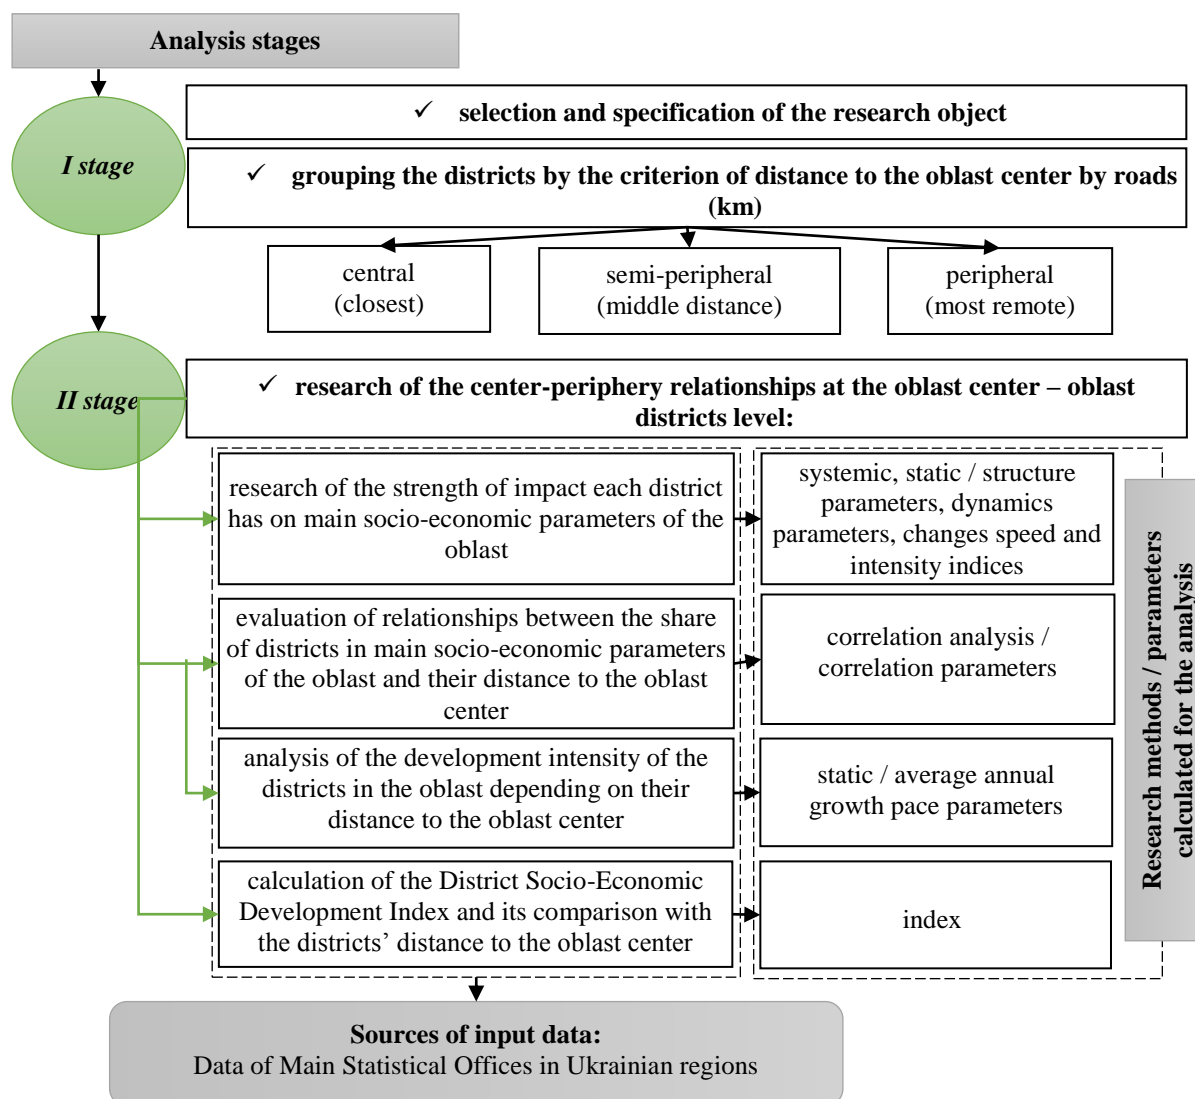 Analysis stages
I stage
✓ selection and specification of the research object
✓ grouping the districts by the criterion of distance to the oblast center by roads
(km)
central
(closest)
semi-peripheral
(middle distance)
peripheral
(most remote)
II stage
✓ research of the center-periphery relationships at the oblast center – oblast
districts level:
research of the strength of impact each district
has on main socio-economic parameters of the
oblast
systemic, static / structure
parameters, dynamics
parameters, changes speed and
intensity indices
evaluation of relationships between the share
of districts in main socio-economic parameters
of the oblast and their distance to the oblast
center
correlation analysis /
correlation parameters
analysis of the development intensity of the
districts in the oblast depending on their
distance to the oblast center
static / average annual
growth pace parameters
calculation of the District Socio-Economic
Development Index and its comparison with
the districts’ distance to the oblast center
index
Research methods / parameters
calculated for the analysis
Sources of input data:
Data of Main Statistical Offices in Ukrainian regions